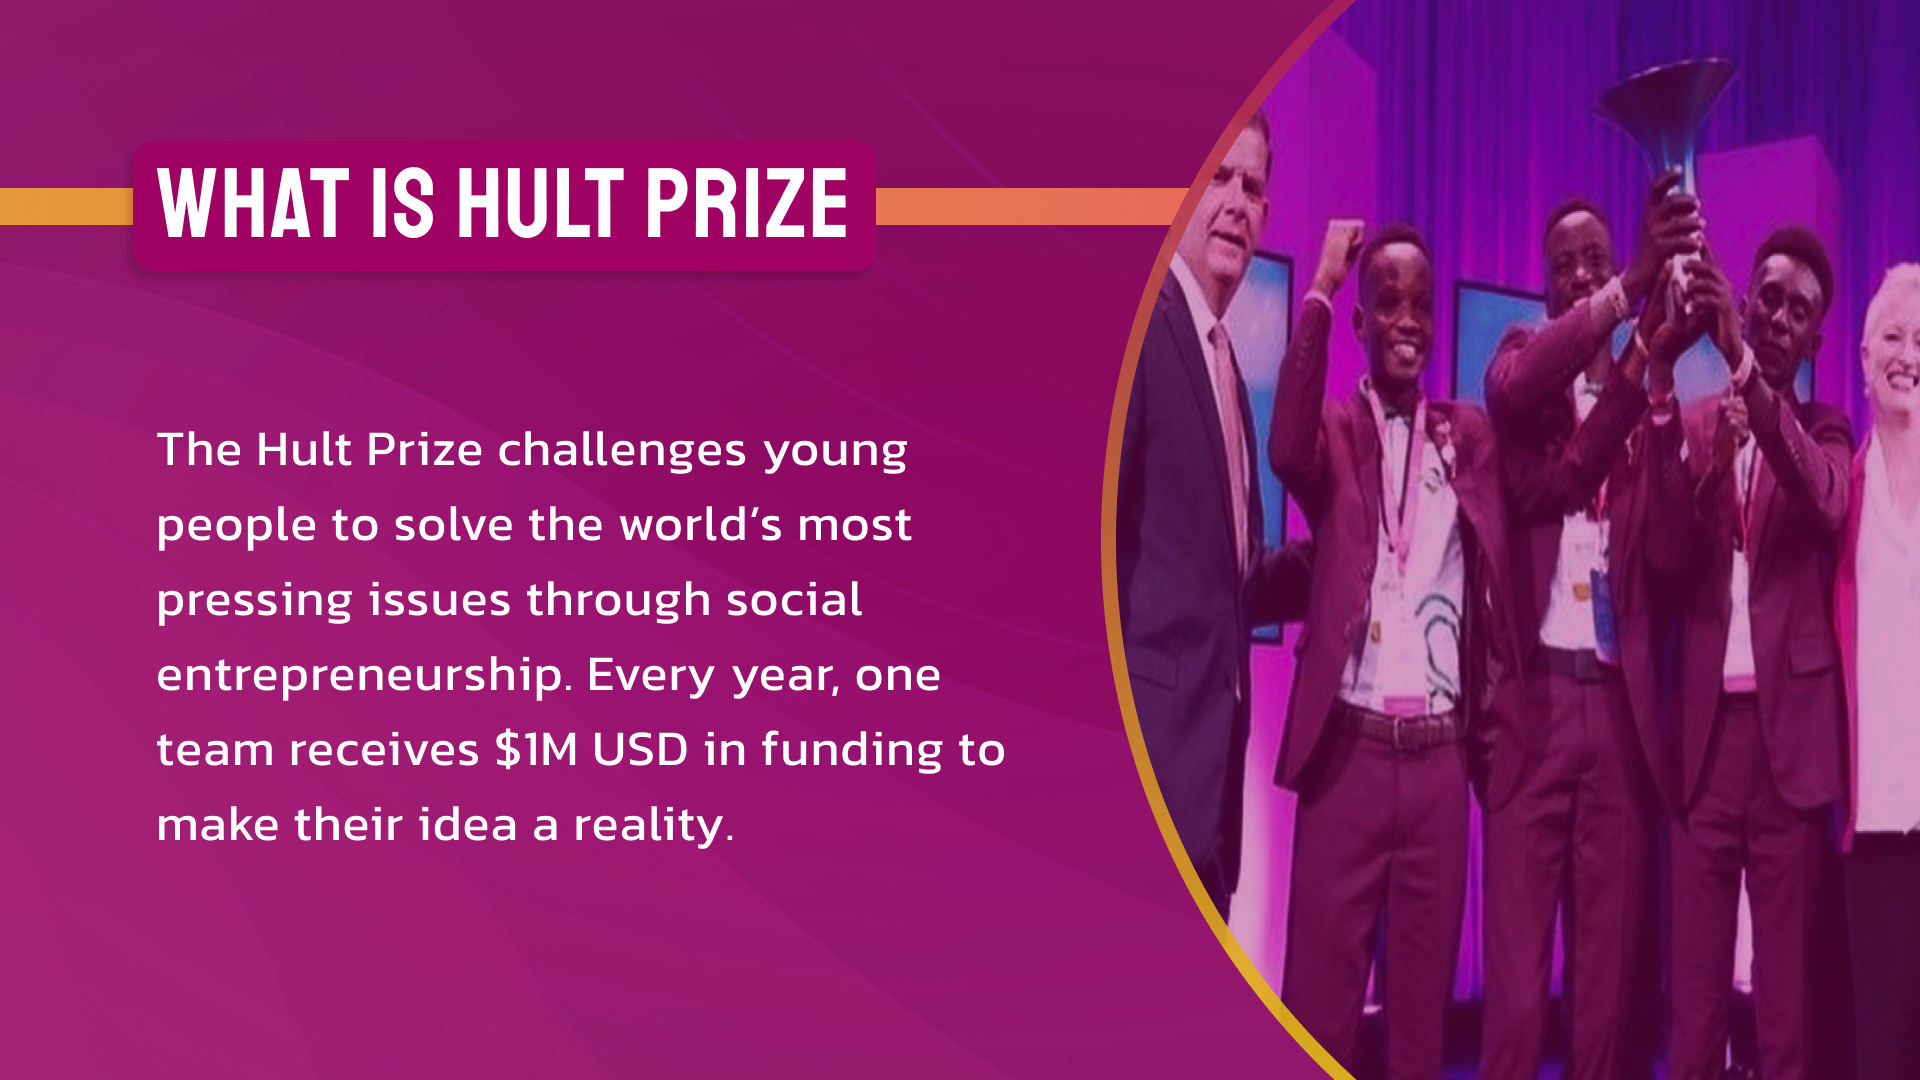 WHAT IS HULT PRIZE
The Hult Prize challenges young
people to solve the world’s most
pressing issues through social
entrepreneurship. Every year, one
team receives $1M USD in funding to
make their idea a reality.